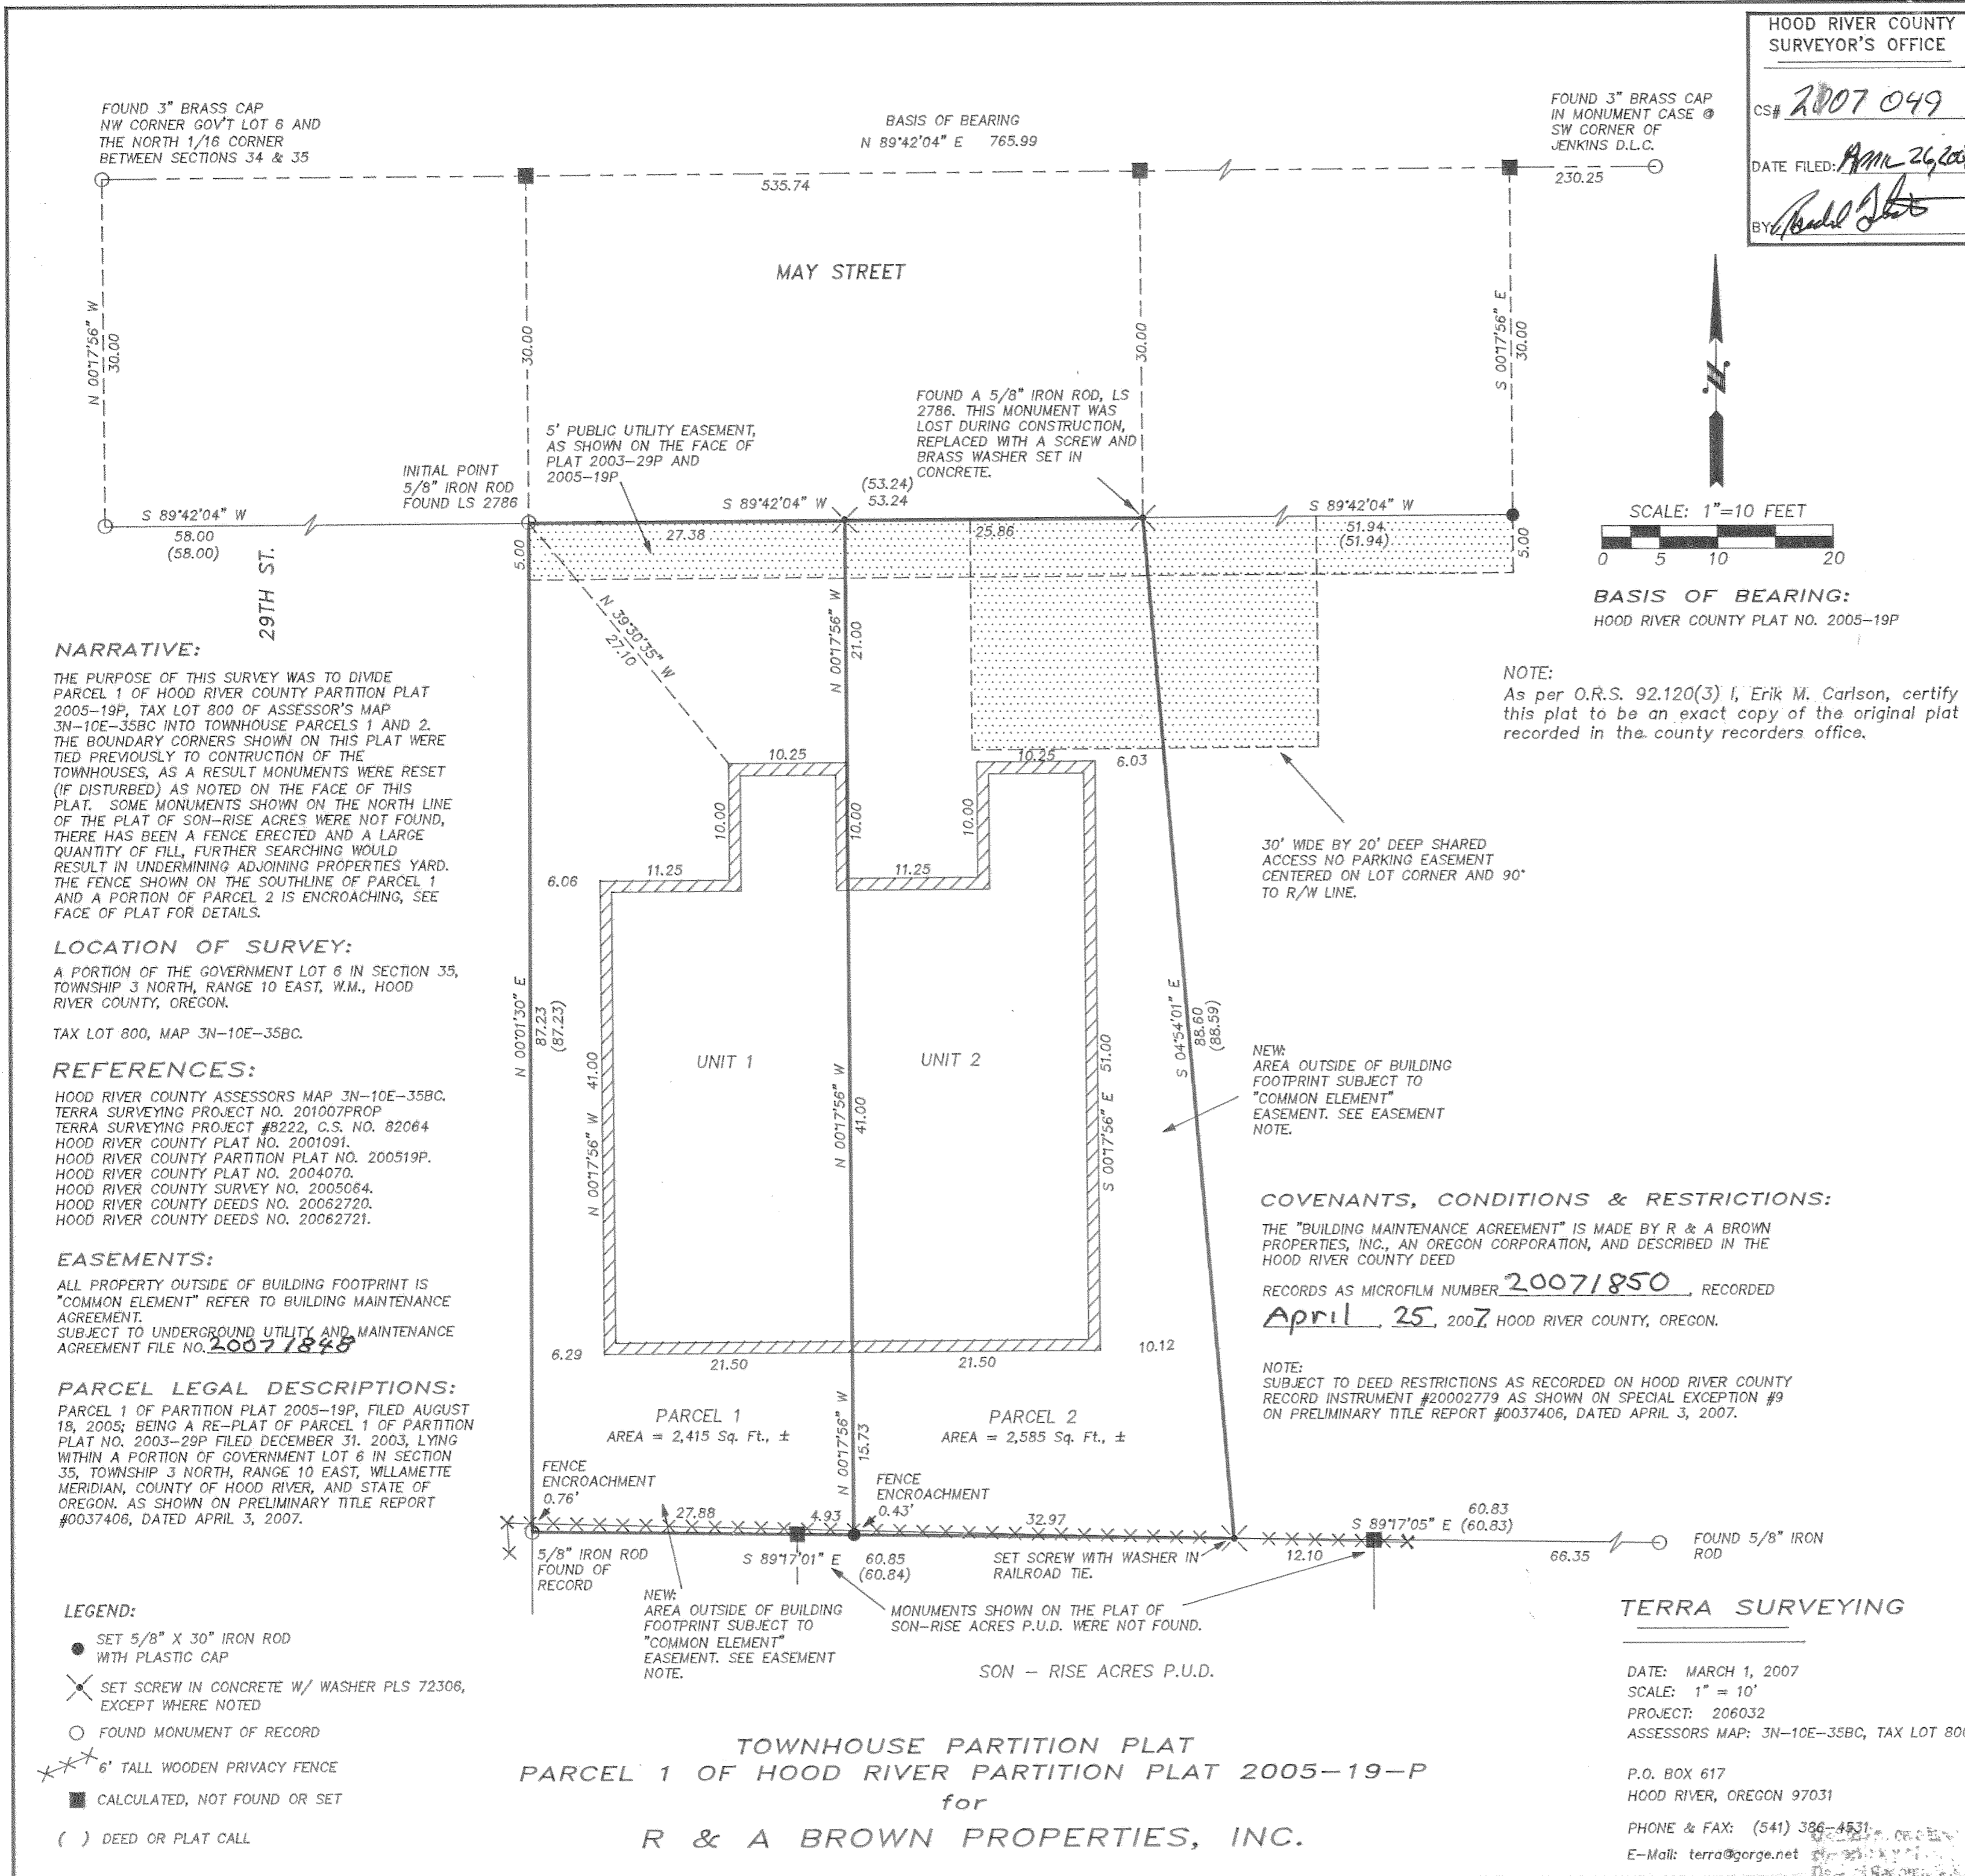 HOOD RIVER COUNTY
SURVEYOR'S OFFICE
CS# 2007 049
DATE FILED: April 26, 200
BY
FOUND 3" BRASS CAP
NW CORNER GOV'T LOT 6 AND
THE NORTH 1/16 CORNER
BETWEEN SECTIONS 34 & 35
BASIS OF BEARING
N 89°42'04" E 765.99
FOUND 3" BRASS CAP
IN MONUMENT CASE @
SW CORNER OF
JENKINS D.L.C.
535.74
230.25
MAY STREET
N 00°17'56" W
30.00
30.00
30.00
S 00°17'56" E
30.00
INITIAL POINT
5/8" IRON ROD
FOUND LS 2786
5' PUBLIC UTILITY EASEMENT,
AS SHOWN ON THE FACE OF
PLAT 2003-29P AND
2005-19P
FOUND A 5/8" IRON ROD, LS
2786. THIS MONUMENT WAS
LOST DURING CONSTRUCTION,
REPLACED WITH A SCREW AND
BRASS WASHER SET IN
CONCRETE.
S 89°42'04" W
58.00
(58.00)
S 89°42'04" W
(53.24)
53.24
S 89°42'04" W
51.94
(51.94)
27.38
25.86
5.00
5.00
29TH ST.
N
SCALE: 1"=10 FEET
0 5 10 20
BASIS OF BEARING:
HOOD RIVER COUNTY PLAT NO. 2005-19P
NOTE:
As per O.R.S. 92.120(3) I, Erik M. Carlson, certify
this plat to be an exact copy of the original plat
recorded in the county recorders office.
NARRATIVE:
THE PURPOSE OF THIS SURVEY WAS TO DIVIDE
PARCEL 1 OF HOOD RIVER COUNTY PARTITION PLAT
2005-19P, TAX LOT 800 OF ASSESSOR'S MAP
3N-10E-35BC INTO TOWNHOUSE PARCELS 1 AND 2.
THE BOUNDARY CORNERS SHOWN ON THIS PLAT WERE
TIED PREVIOUSLY TO CONTRUCTION OF THE
TOWNHOUSES, AS A RESULT MONUMENTS WERE RESET
(IF DISTURBED) AS NOTED ON THE FACE OF THIS
PLAT. SOME MONUMENTS SHOWN ON THE NORTH LINE
OF THE PLAT OF SON-RISE ACRES WERE NOT FOUND,
THERE HAS BEEN A FENCE ERECTED AND A LARGE
QUANTITY OF FILL, FURTHER SEARCHING WOULD
RESULT IN UNDERMINING ADJOINING PROPERTIES YARD.
THE FENCE SHOWN ON THE SOUTHLINE OF PARCEL 1
AND A PORTION OF PARCEL 2 IS ENCROACHING, SEE
FACE OF PLAT FOR DETAILS.
LOCATION OF SURVEY:
A PORTION OF THE GOVERNMENT LOT 6 IN SECTION 35,
TOWNSHIP 3 NORTH, RANGE 10 EAST, W.M., HOOD
RIVER COUNTY, OREGON.
TAX LOT 800, MAP 3N-10E-35BC.
REFERENCES:
HOOD RIVER COUNTY ASSESSORS MAP 3N-10E-35BC.
TERRA SURVEYING PROJECT NO. 201007PROP
TERRA SURVEYING PROJECT #8222, C.S. NO. 82064
HOOD RIVER COUNTY PLAT NO. 2001091.
HOOD RIVER COUNTY PARTITION PLAT NO. 200519P.
HOOD RIVER COUNTY PLAT NO. 2004070.
HOOD RIVER COUNTY SURVEY NO. 2005064.
HOOD RIVER COUNTY DEEDS NO. 20062720.
HOOD RIVER COUNTY DEEDS NO. 20062721.
EASEMENTS:
ALL PROPERTY OUTSIDE OF BUILDING FOOTPRINT IS
"COMMON ELEMENT" REFER TO BUILDING MAINTENANCE
AGREEMENT.
SUBJECT TO UNDERGROUND UTILITY AND MAINTENANCE
AGREEMENT FILE NO. 20071848
PARCEL LEGAL DESCRIPTIONS:
PARCEL 1 OF PARTITION PLAT 2005-19P, FILED AUGUST
18, 2005; BEING A RE-PLAT OF PARCEL 1 OF PARTITION
PLAT NO. 2003-29P FILED DECEMBER 31. 2003, LYING
WITHIN A PORTION OF GOVERNMENT LOT 6 IN SECTION
35, TOWNSHIP 3 NORTH, RANGE 10 EAST, WILLAMETTE
MERIDIAN, COUNTY OF HOOD RIVER, AND STATE OF
OREGON. AS SHOWN ON PRELIMINARY TITLE REPORT
#0037406, DATED APRIL 3, 2007.
N 39°30'35" W
27.10
N 00°17'56" W
21.00
10.25
10.25
6.03
10.00
10.00
10.00
11.25
11.25
6.06
30' WIDE BY 20' DEEP SHARED
ACCESS NO PARKING EASEMENT
CENTERED ON LOT CORNER AND 90°
TO R/W LINE.
N 00°01'30" E
87.23
(87.23)
N 00°17'56" W 41.00
UNIT 1
N 00°17'56" W
41.00
UNIT 2
S 00°17'56" E 51.00
S 04°54'01" E
88.60
(88.59)
NEW:
AREA OUTSIDE OF BUILDING
FOOTPRINT SUBJECT TO
"COMMON ELEMENT"
EASEMENT. SEE EASEMENT
NOTE.
6.29
21.50
21.50
10.12
PARCEL 1
AREA = 2,415 Sq. Ft., ±
N 00°17'56" W
15.73
PARCEL 2
AREA = 2,585 Sq. Ft., ±
COVENANTS, CONDITIONS & RESTRICTIONS:
THE "BUILDING MAINTENANCE AGREEMENT" IS MADE BY R & A BROWN
PROPERTIES, INC., AN OREGON CORPORATION, AND DESCRIBED IN THE
HOOD RIVER COUNTY DEED
RECORDS AS MICROFILM NUMBER 20071850, RECORDED
April, 25, 2007, HOOD RIVER COUNTY, OREGON.
NOTE:
SUBJECT TO DEED RESTRICTIONS AS RECORDED ON HOOD RIVER COUNTY
RECORD INSTRUMENT #20002779 AS SHOWN ON SPECIAL EXCEPTION #9
ON PRELIMINARY TITLE REPORT #0037406, DATED APRIL 3, 2007.
FENCE
ENCROACHMENT
0.76'
FENCE
ENCROACHMENT
0.43'
27.88
4.93
32.97
5/8" IRON ROD
FOUND OF
RECORD
S 89°17'01" E 60.85
(60.84)
SET SCREW WITH WASHER IN
RAILROAD TIE.
12.10
60.83
S 89°17'05" E (60.83)
66.35
FOUND 5/8" IRON
ROD
NEW:
AREA OUTSIDE OF BUILDING
FOOTPRINT SUBJECT TO
"COMMON ELEMENT"
EASEMENT. SEE EASEMENT
NOTE.
MONUMENTS SHOWN ON THE PLAT OF
SON-RISE ACRES P.U.D. WERE NOT FOUND.
SON - RISE ACRES P.U.D.
LEGEND:
SET 5/8" X 30" IRON ROD
WITH PLASTIC CAP
SET SCREW IN CONCRETE W/ WASHER PLS 72306,
EXCEPT WHERE NOTED
FOUND MONUMENT OF RECORD
6' TALL WOODEN PRIVACY FENCE
CALCULATED, NOT FOUND OR SET
( ) DEED OR PLAT CALL
TOWNHOUSE PARTITION PLAT
PARCEL 1 OF HOOD RIVER PARTITION PLAT 2005-19-P
for
R & A BROWN PROPERTIES, INC.
TERRA SURVEYING
DATE: MARCH 1, 2007
SCALE: 1" = 10'
PROJECT: 206032
ASSESSORS MAP: 3N-10E-35BC, TAX LOT 800
P.O. BOX 617
HOOD RIVER, OREGON 97031
PHONE & FAX: (541) 386-4531
E-Mail: terra@gorge.net